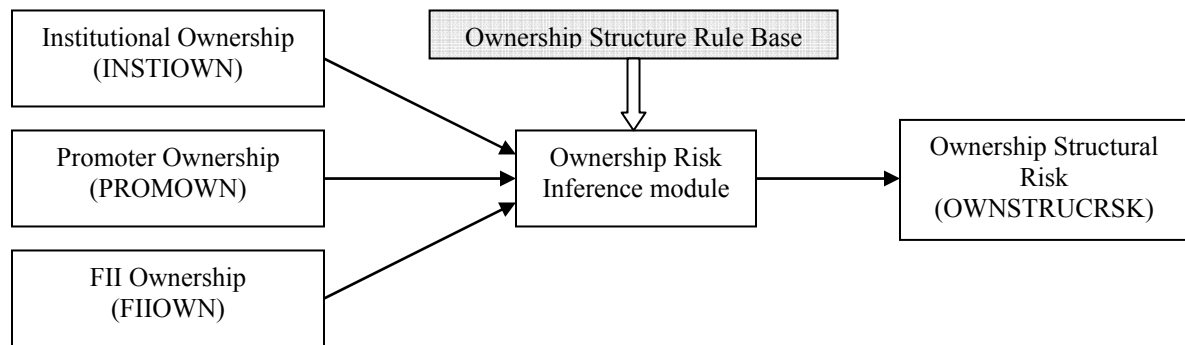 Institutional Ownership
(INSTIOWN)
Ownership Structure Rule Base
Promoter Ownership
(PROMOWN)
Ownership Risk
Inference module
Ownership Structural
Risk
(OWNSTRUCRSK)
FII Ownership
(FIIOWN)